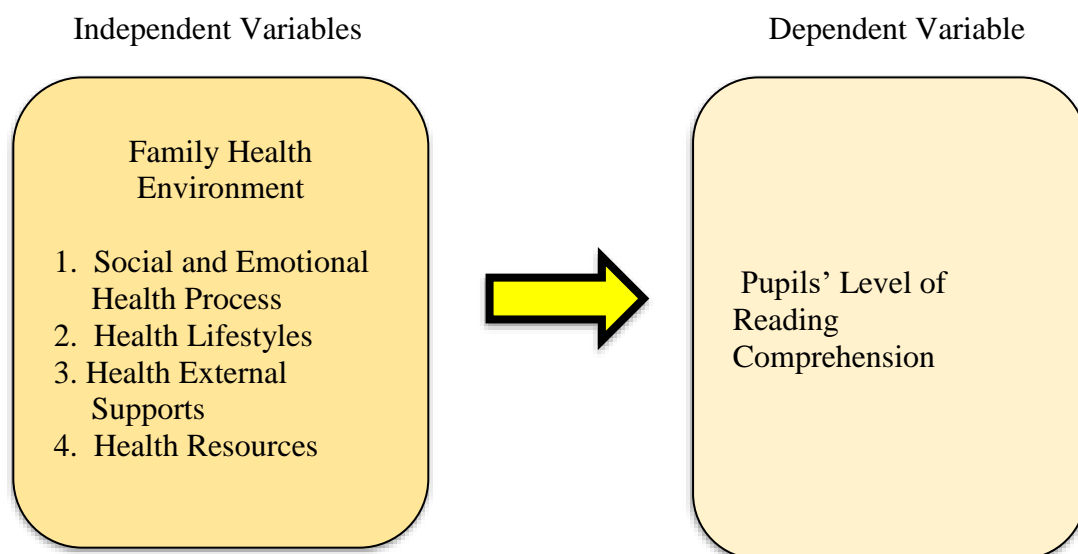 Independent Variables
Dependent Variable
Family Health
Environment
1. Social and Emotional
Health Process
2. Health Lifestyles
3. Health External
Supports
4. Health Resources
Pupils’ Level of
Reading
Comprehension